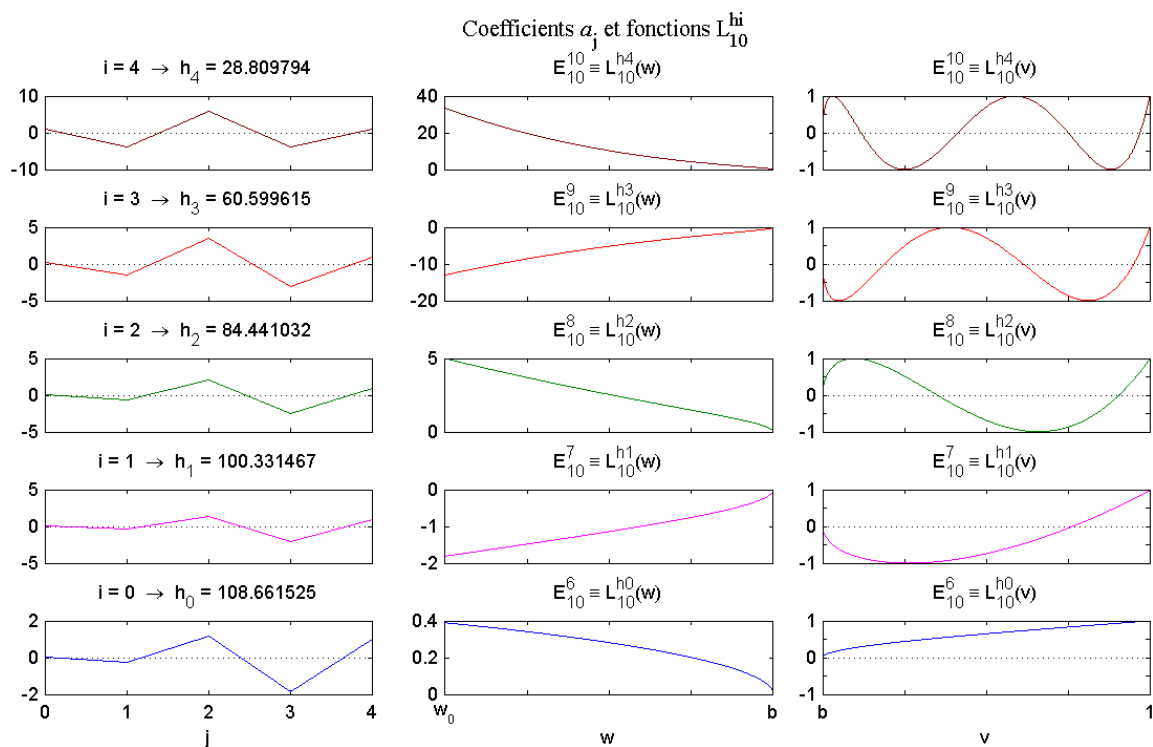 Coefficients a_j et fonctions L_10^hi
i = 4 → h_4 = 28.809794
E_10^10 ≡ L_10^h4(w)
E_10^10 ≡ L_10^h4(v)
10
0
-10
40
20
0
1
0
-1
i = 3 → h_3 = 60.599615
E_10^9 ≡ L_10^h3(w)
E_10^9 ≡ L_10^h3(v)
5
0
-5
0
-10
-20
1
0
-1
i = 2 → h_2 = 84.441032
E_10^8 ≡ L_10^h2(w)
E_10^8 ≡ L_10^h2(v)
5
0
-5
5
0
1
0
-1
i = 1 → h_1 = 100.331467
E_10^7 ≡ L_10^h1(w)
E_10^7 ≡ L_10^h1(v)
5
0
-5
0
-1
-2
1
0
-1
i = 0 → h_0 = 108.661525
E_10^6 ≡ L_10^h0(w)
E_10^6 ≡ L_10^h0(v)
2
0
-2
0.4
0.2
0
1
0
-1
0 1 2 3 4
w_0 b
b 1
j
w
v